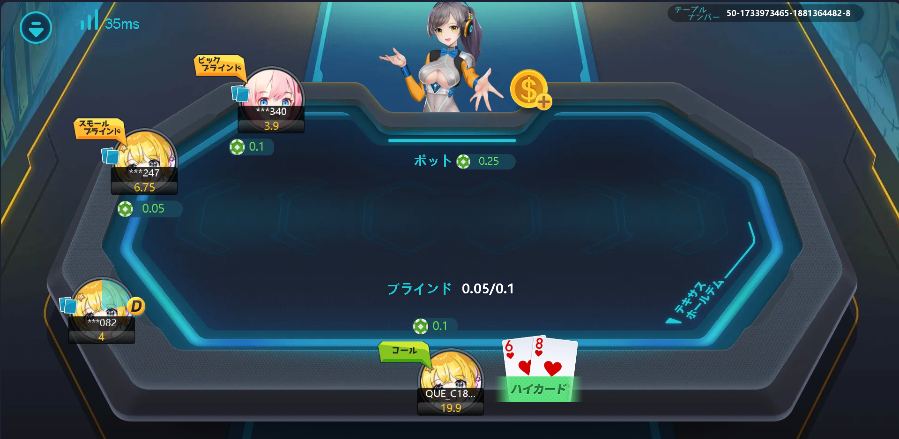 35ms
テーブル
ナンバー
50-1733973465-1881364482-8
ビック
ブラインド
***340
3.9
0.1
スモール
ブラインド
***247
6.75
0.05
ポット 0.25
$
***082
D
4
ブラインド 0.05/0.1
テキサス
ホールデム
0.1
コール
QUE_C18...
19.9
6
8
ハイカード